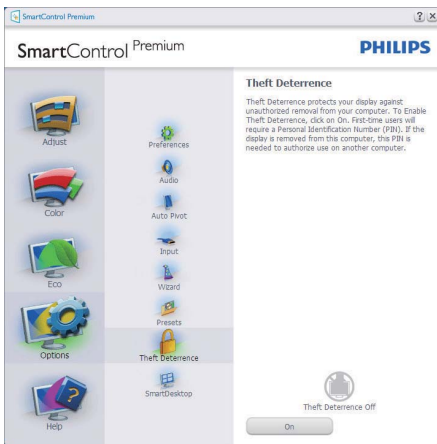 SmartControl Premium
SmartControl Premium
PHILIPS
Adjust
Color
Eco
Options
Help
Preferences
Audio
Auto Pivot
Input
Wizard
Presets
Theft Deterrence
SmartDesktop
Theft Deterrence
Theft Deterrence protects your display against
unauthorized removal from your computer. To Enable
Theft Deterrence, click on On. First-time users will
require a Personal Identification Number (PIN). If the
display is removed from this computer, this PIN is
needed to authorize use on another computer.
Theft Deterrence Off
On